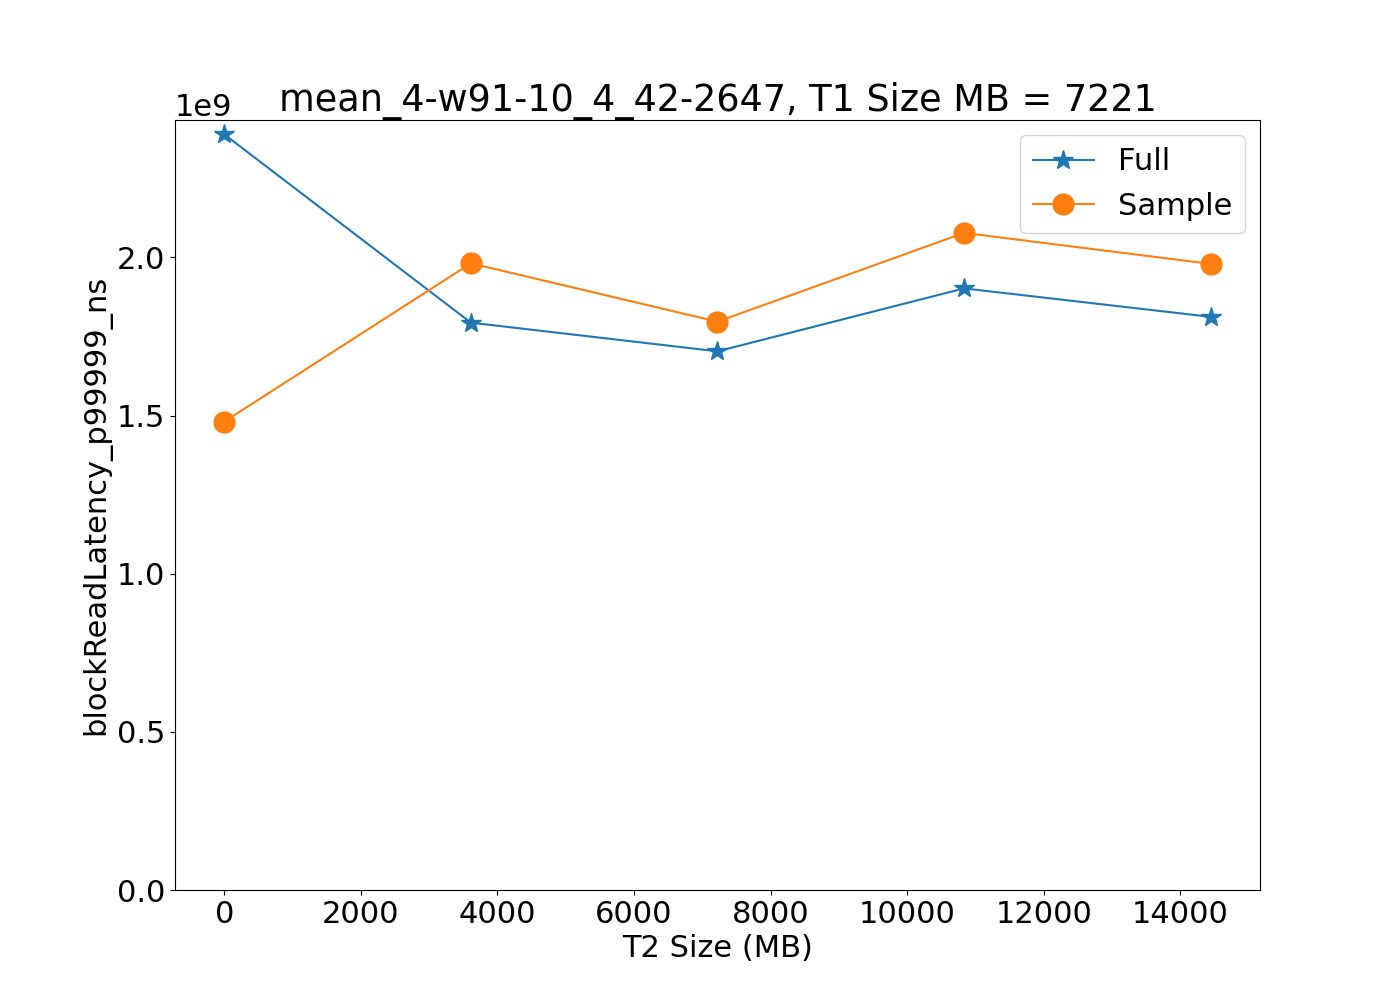 1e9
mean_4-w91-10_4_42-2647, T1 Size MB = 7221
Full
Sample
blockReadLatency_p99999_ns
2.0
1.5
1.0
0.5
0.0
0 2000 4000 6000 8000 10000 12000 14000
T2 Size (MB)